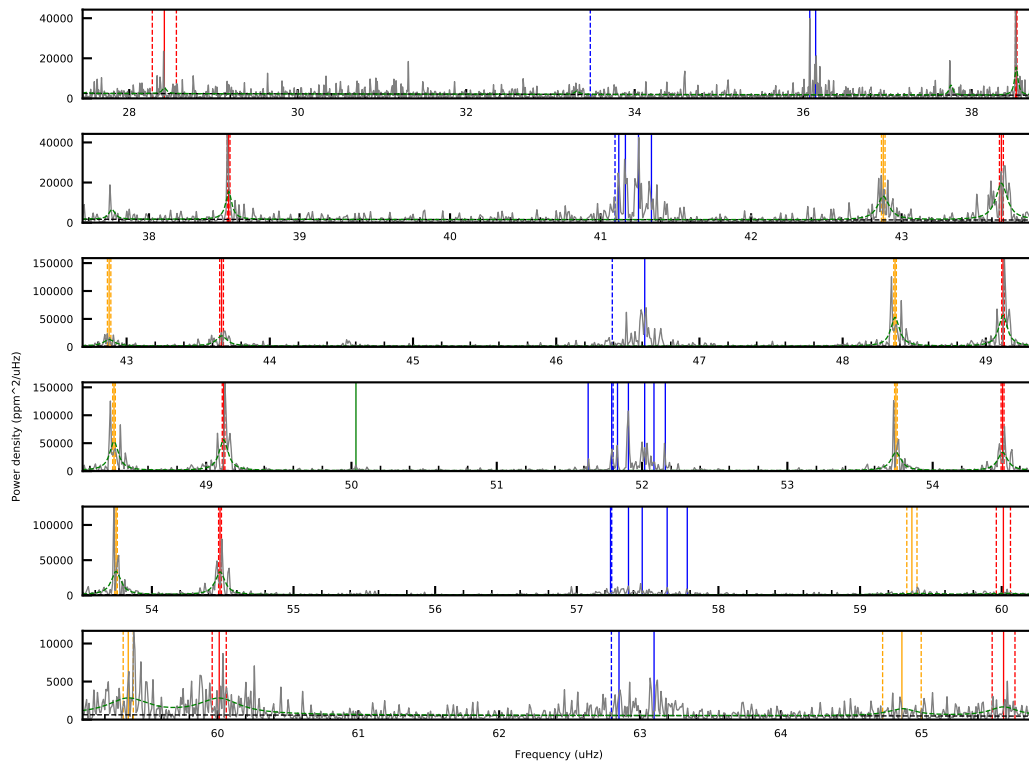 40000
20000
0
28 30 32 34 36 38
40000
20000
0
38 39 40 41 42 43
150000
100000
50000
0
43 44 45 46 47 48 49
Power density (ppm^2/uHz)
150000
100000
50000
0
49 50 51 52 53 54
100000
50000
0
54 55 56 57 58 59 60
10000
5000
0
60 61 62 63 64 65
Frequency (uHz)